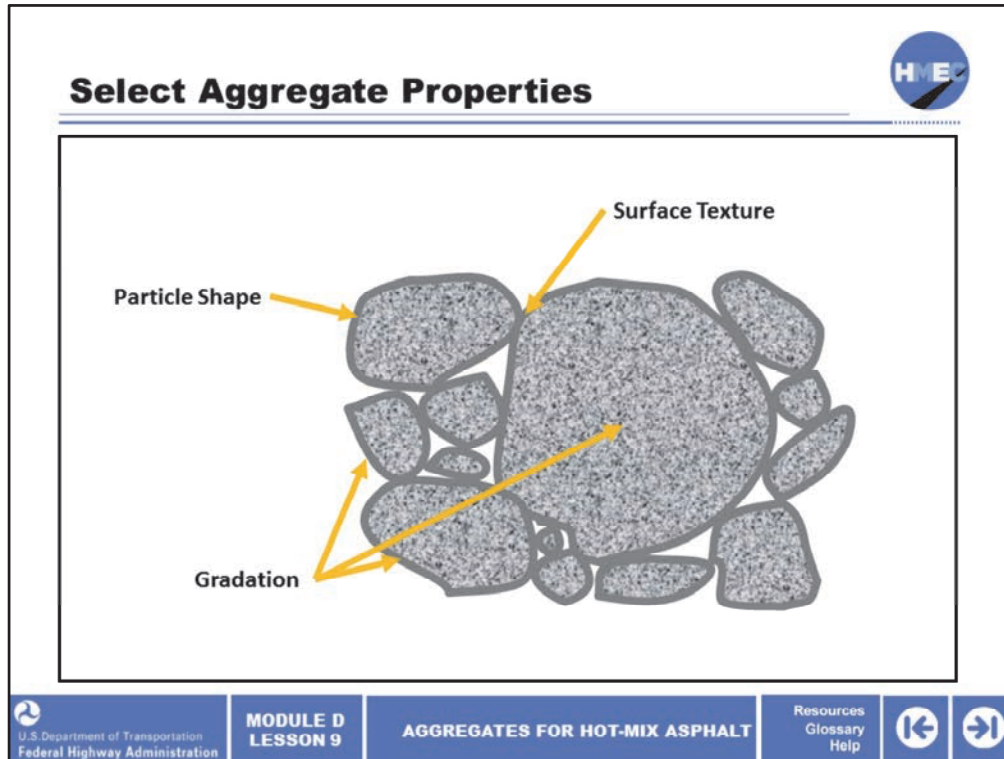 Select Aggregate Properties
HMEC
Surface Texture
Particle Shape
Gradation
U.S.Department of Transportation
Federal Highway Administration
MODULE D
LESSON 9
AGGREGATES FOR HOT-MIX ASPHALT
Resources
Glossary
Help